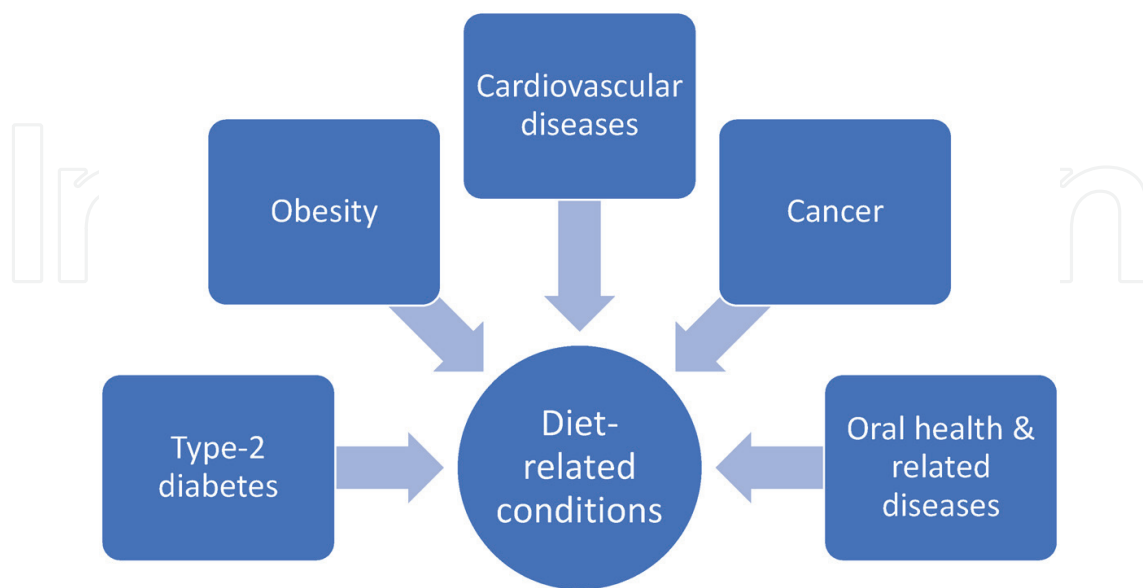 Cardiovascular
diseases
Obesity
Cancer
Type-2
diabetes
Diet-
related
conditions
Oral health &
related
diseases